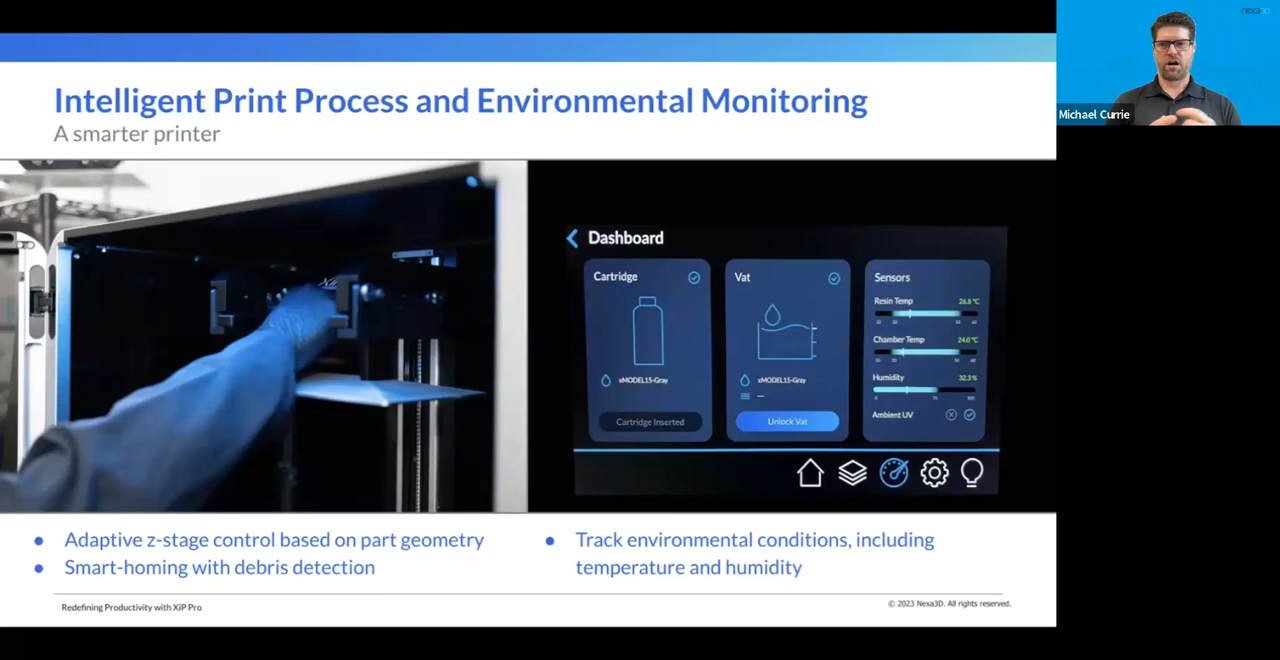 nexa3D
Michael Currie
Intelligent Print Process and Environmental Monitoring
A smarter printer
Dashboard
Cartridge
xMODEL15-Gray
Cartridge Inserted
Vat
xMODEL15-Gray
--
Unlock Vat
Sensors
Resin Temp 26.8 °C
Chamber Temp 24.0 °C
Humidity 32.3 %
Ambient UV
● Adaptive z-stage control based on part geometry
● Smart-homing with debris detection
● Track environmental conditions, including
temperature and humidity
Redefining Productivity with XiP Pro
© 2023 Nexa3D. All rights reserved.